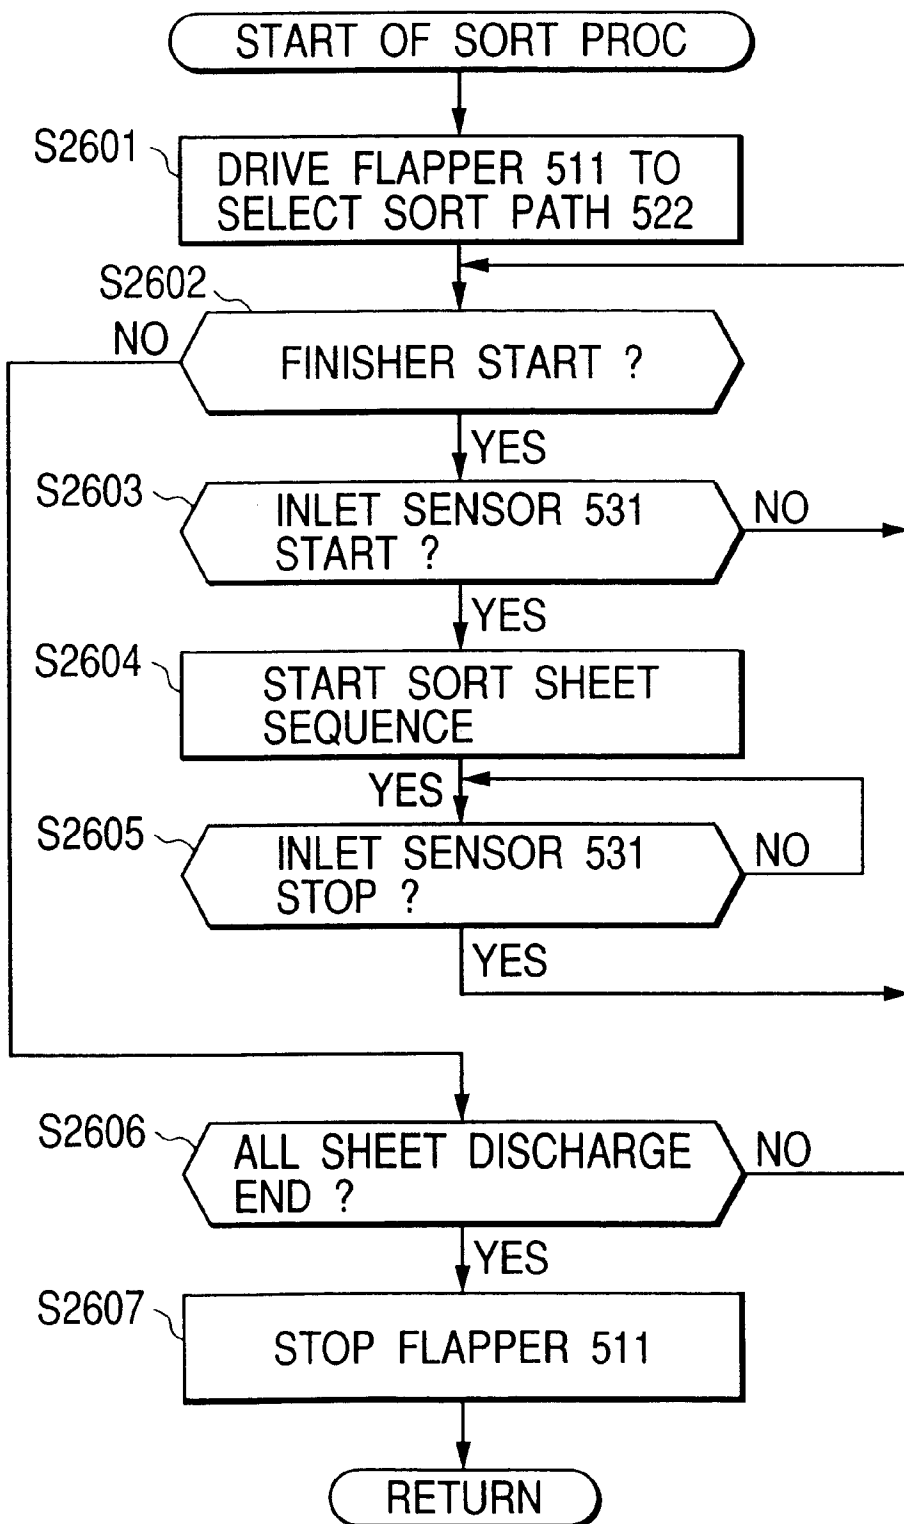 START OF SORT PROC
S2601
DRIVE FLAPPER 511 TO
SELECT SORT PATH 522
S2602
NO
FINISHER START ?
YES
S2603
INLET SENSOR 531
START ?
NO
YES
S2604
START SORT SHEET
SEQUENCE
YES
S2605
INLET SENSOR 531
STOP ?
NO
YES
S2606
ALL SHEET DISCHARGE
END ?
NO
YES
S2607
STOP FLAPPER 511
RETURN